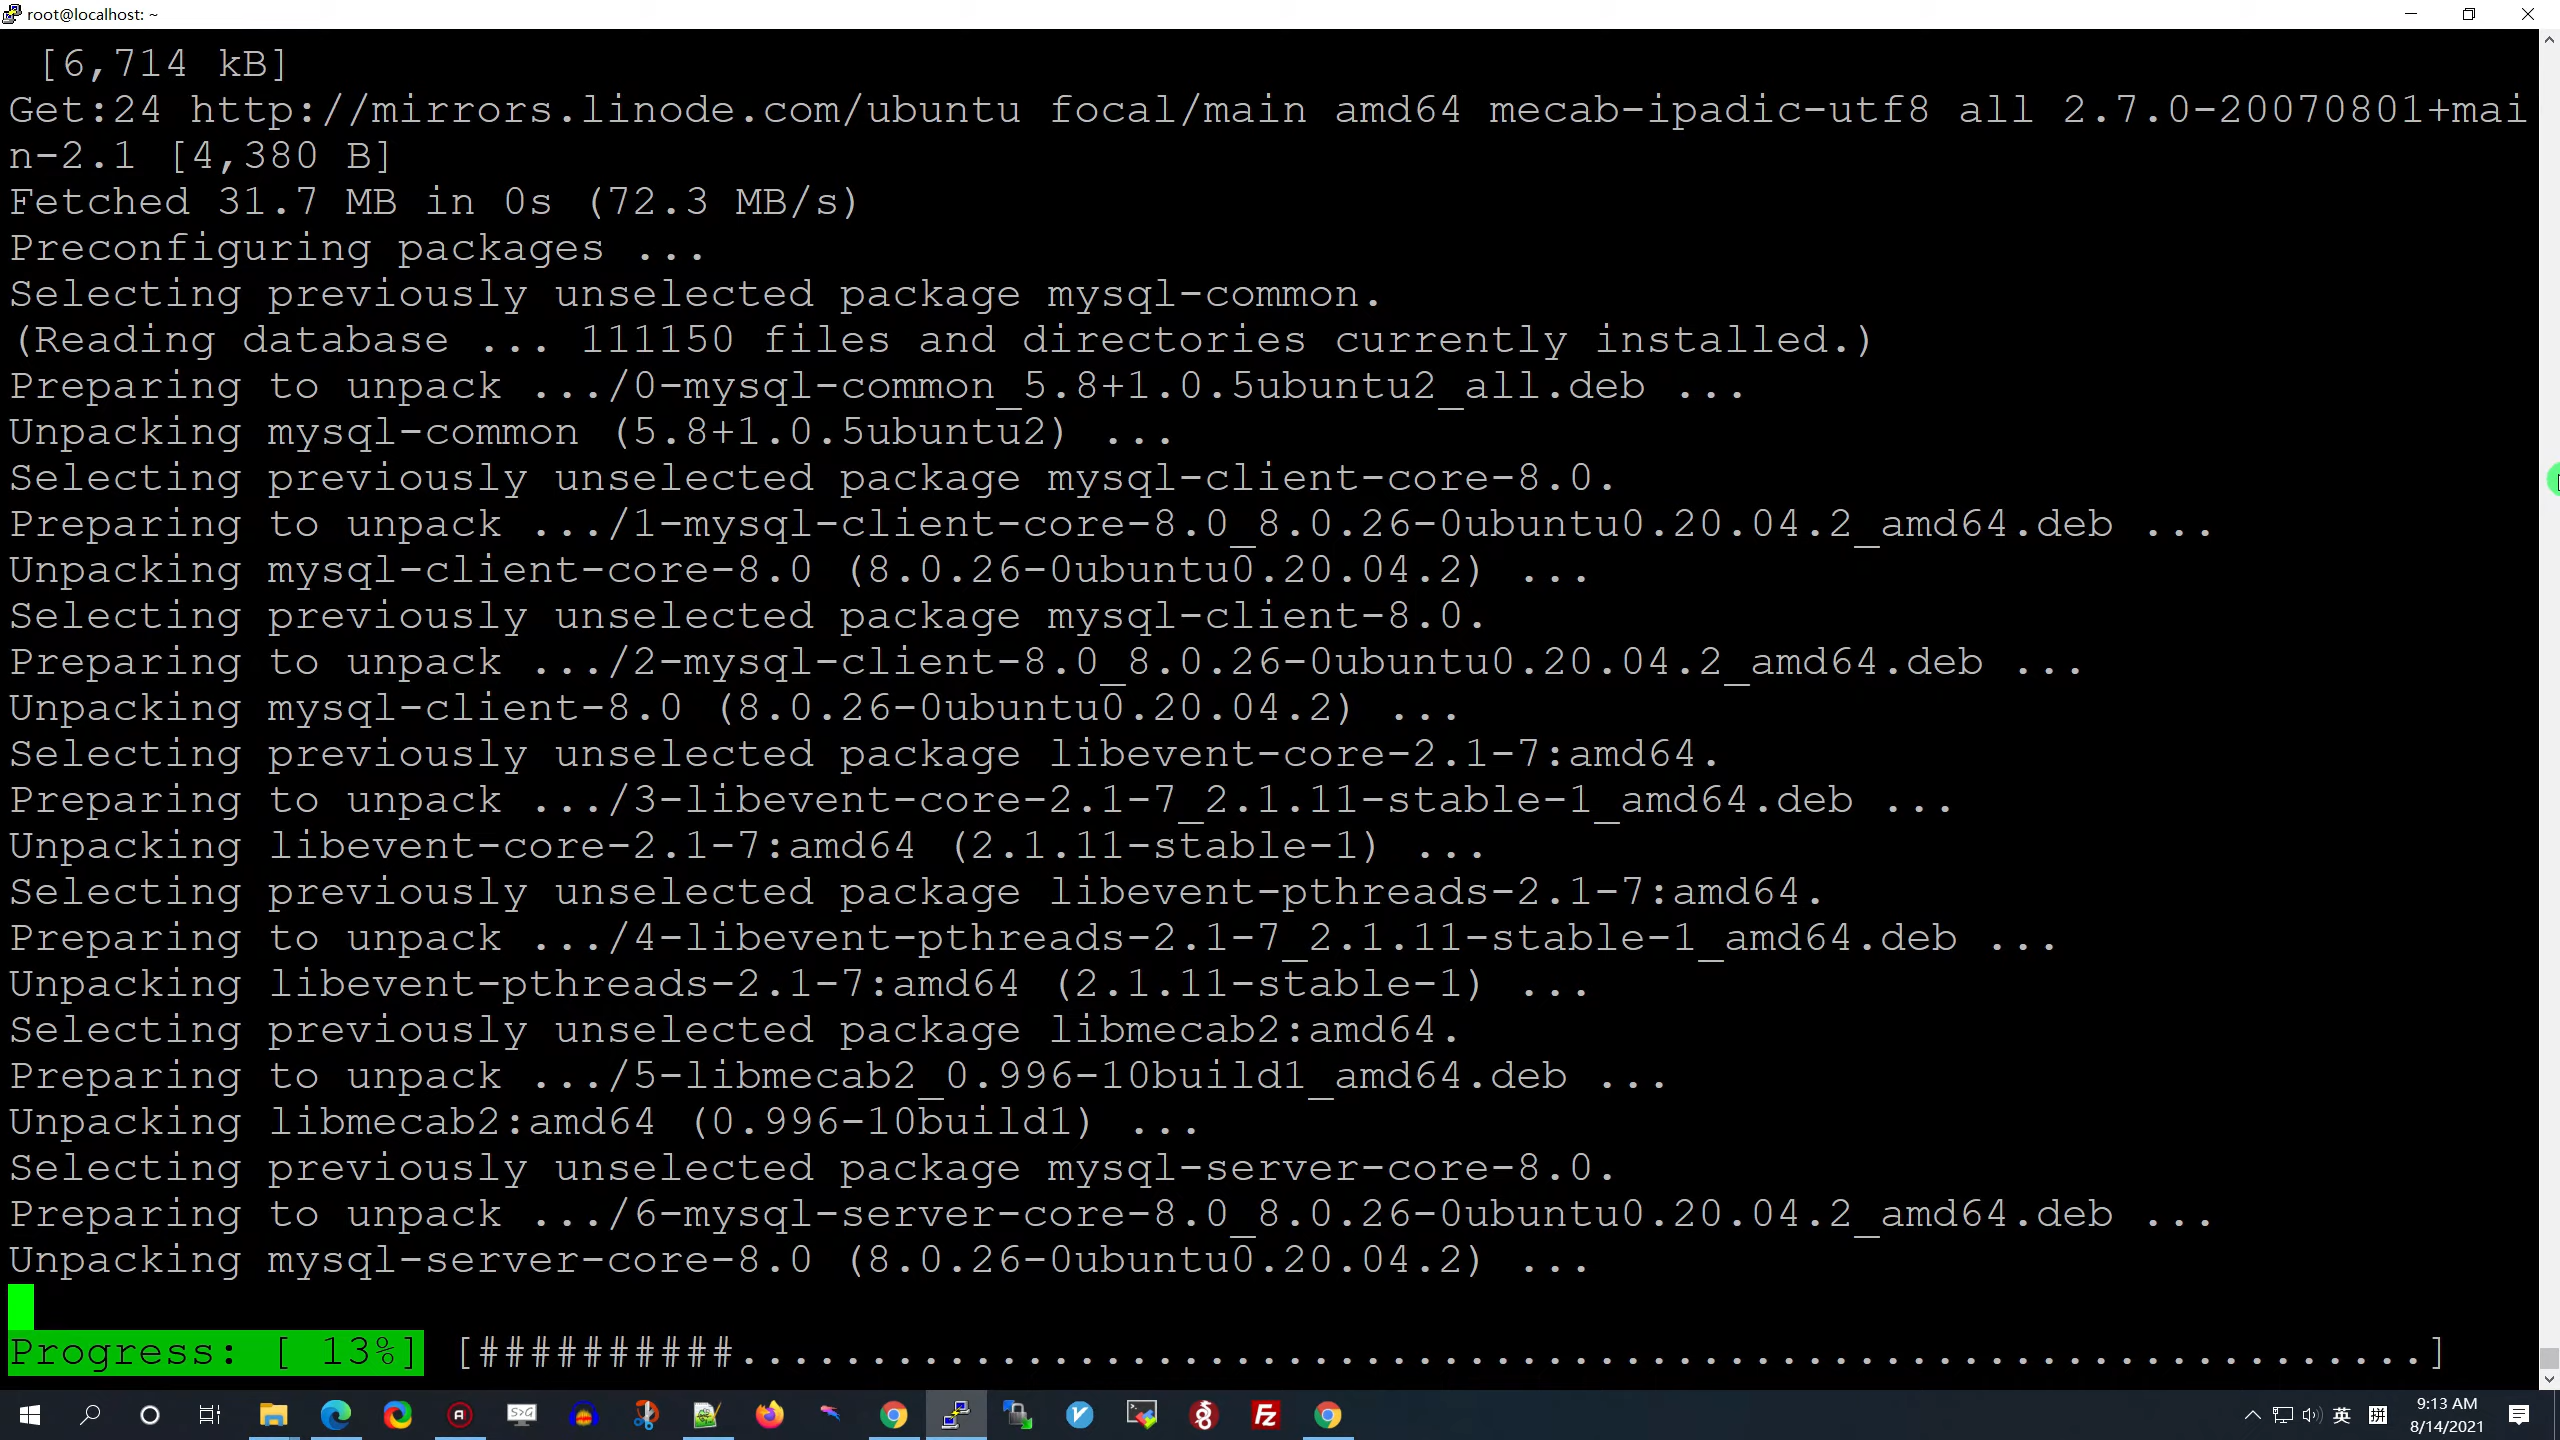 root@localhost: ~
[6,714 kB]
Get:24 http://mirrors.linode.com/ubuntu focal/main amd64 mecab-ipadic-utf8 all 2.7.0-20070801+mai
n-2.1 [4,380 B]
Fetched 31.7 MB in 0s (72.3 MB/s)
Preconfiguring packages ...
Selecting previously unselected package mysql-common.
(Reading database ... 111150 files and directories currently installed.)
Preparing to unpack .../0-mysql-common_5.8+1.0.5ubuntu2_all.deb ...
Unpacking mysql-common (5.8+1.0.5ubuntu2) ...
Selecting previously unselected package mysql-client-core-8.0.
Preparing to unpack .../1-mysql-client-core-8.0_8.0.26-0ubuntu0.20.04.2_amd64.deb ...
Unpacking mysql-client-core-8.0 (8.0.26-0ubuntu0.20.04.2) ...
Selecting previously unselected package mysql-client-8.0.
Preparing to unpack .../2-mysql-client-8.0_8.0.26-0ubuntu0.20.04.2_amd64.deb ...
Unpacking mysql-client-8.0 (8.0.26-0ubuntu0.20.04.2) ...
Selecting previously unselected package libevent-core-2.1-7:amd64.
Preparing to unpack .../3-libevent-core-2.1-7_2.1.11-stable-1_amd64.deb ...
Unpacking libevent-core-2.1-7:amd64 (2.1.11-stable-1) ...
Selecting previously unselected package libevent-pthreads-2.1-7:amd64.
Preparing to unpack .../4-libevent-pthreads-2.1-7_2.1.11-stable-1_amd64.deb ...
Unpacking libevent-pthreads-2.1-7:amd64 (2.1.11-stable-1) ...
Selecting previously unselected package libmecab2:amd64.
Preparing to unpack .../5-libmecab2_0.996-10build1_amd64.deb ...
Unpacking libmecab2:amd64 (0.996-10build1) ...
Selecting previously unselected package mysql-server-core-8.0.
Preparing to unpack .../6-mysql-server-core-8.0_8.0.26-0ubuntu0.20.04.2_amd64.deb ...
Unpacking mysql-server-core-8.0 (8.0.26-0ubuntu0.20.04.2) ...
Progress: [ 13%] [##########.................................................................]
S>G
Fz
英
拼
9:13 AM
8/14/2021